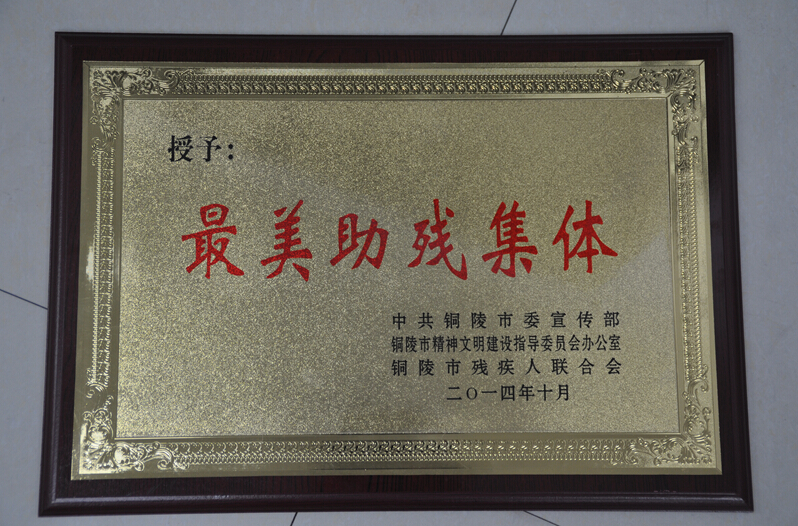 授予：
最美助残集体
中共铜陵市委宣传部
铜陵市精神文明建设指导委员会办公室
铜陵市残疾人联合会
二〇一四年十月